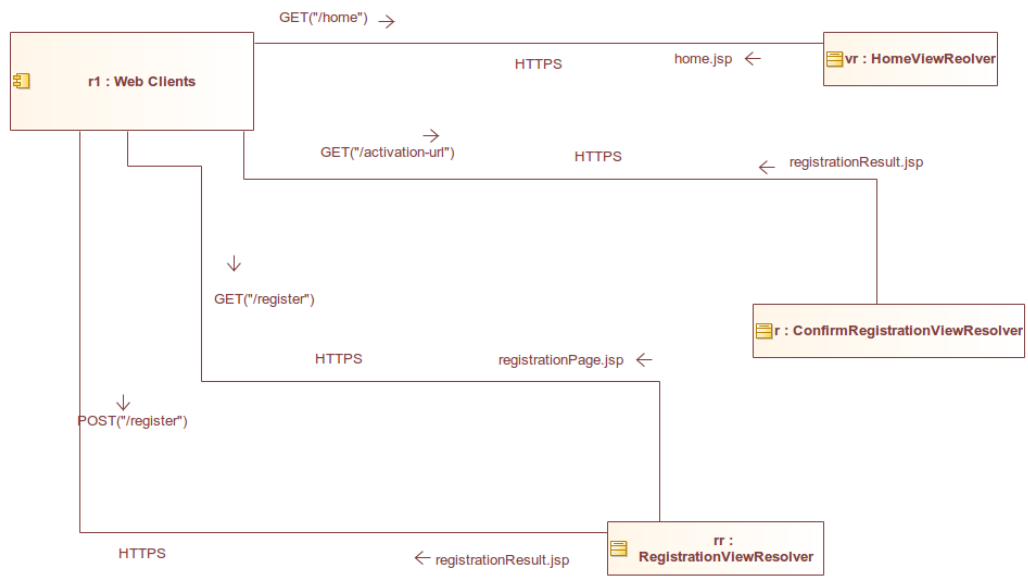 GET("/home")
r1 : Web Clients
HTTPS
home.jsp
vr : HomeViewReolver
GET("/activation-url")
HTTPS
registrationResult.jsp
GET("/register")
r : ConfirmRegistrationViewResolver
HTTPS
registrationPage.jsp
POST("/register")
rr :
RegistrationViewResolver
HTTPS
registrationResult.jsp